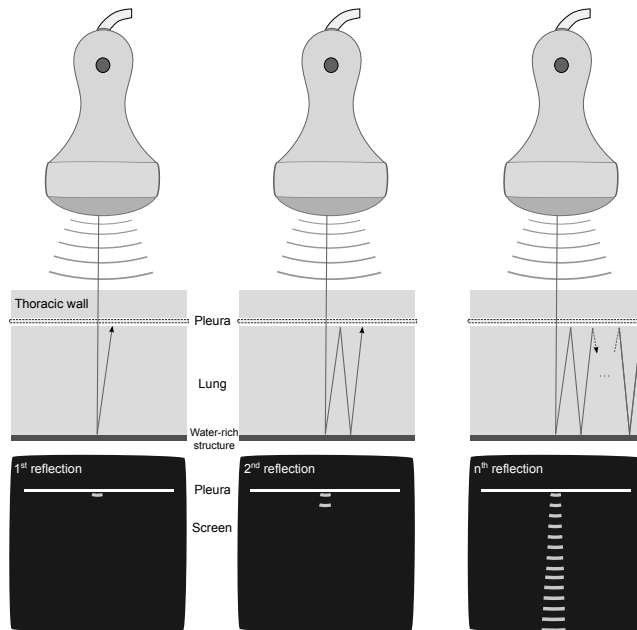 Thoracic wall
Pleura
Lung
Water-rich
structure
1st reflection
2nd reflection
nth reflection
Pleura
Screen
...